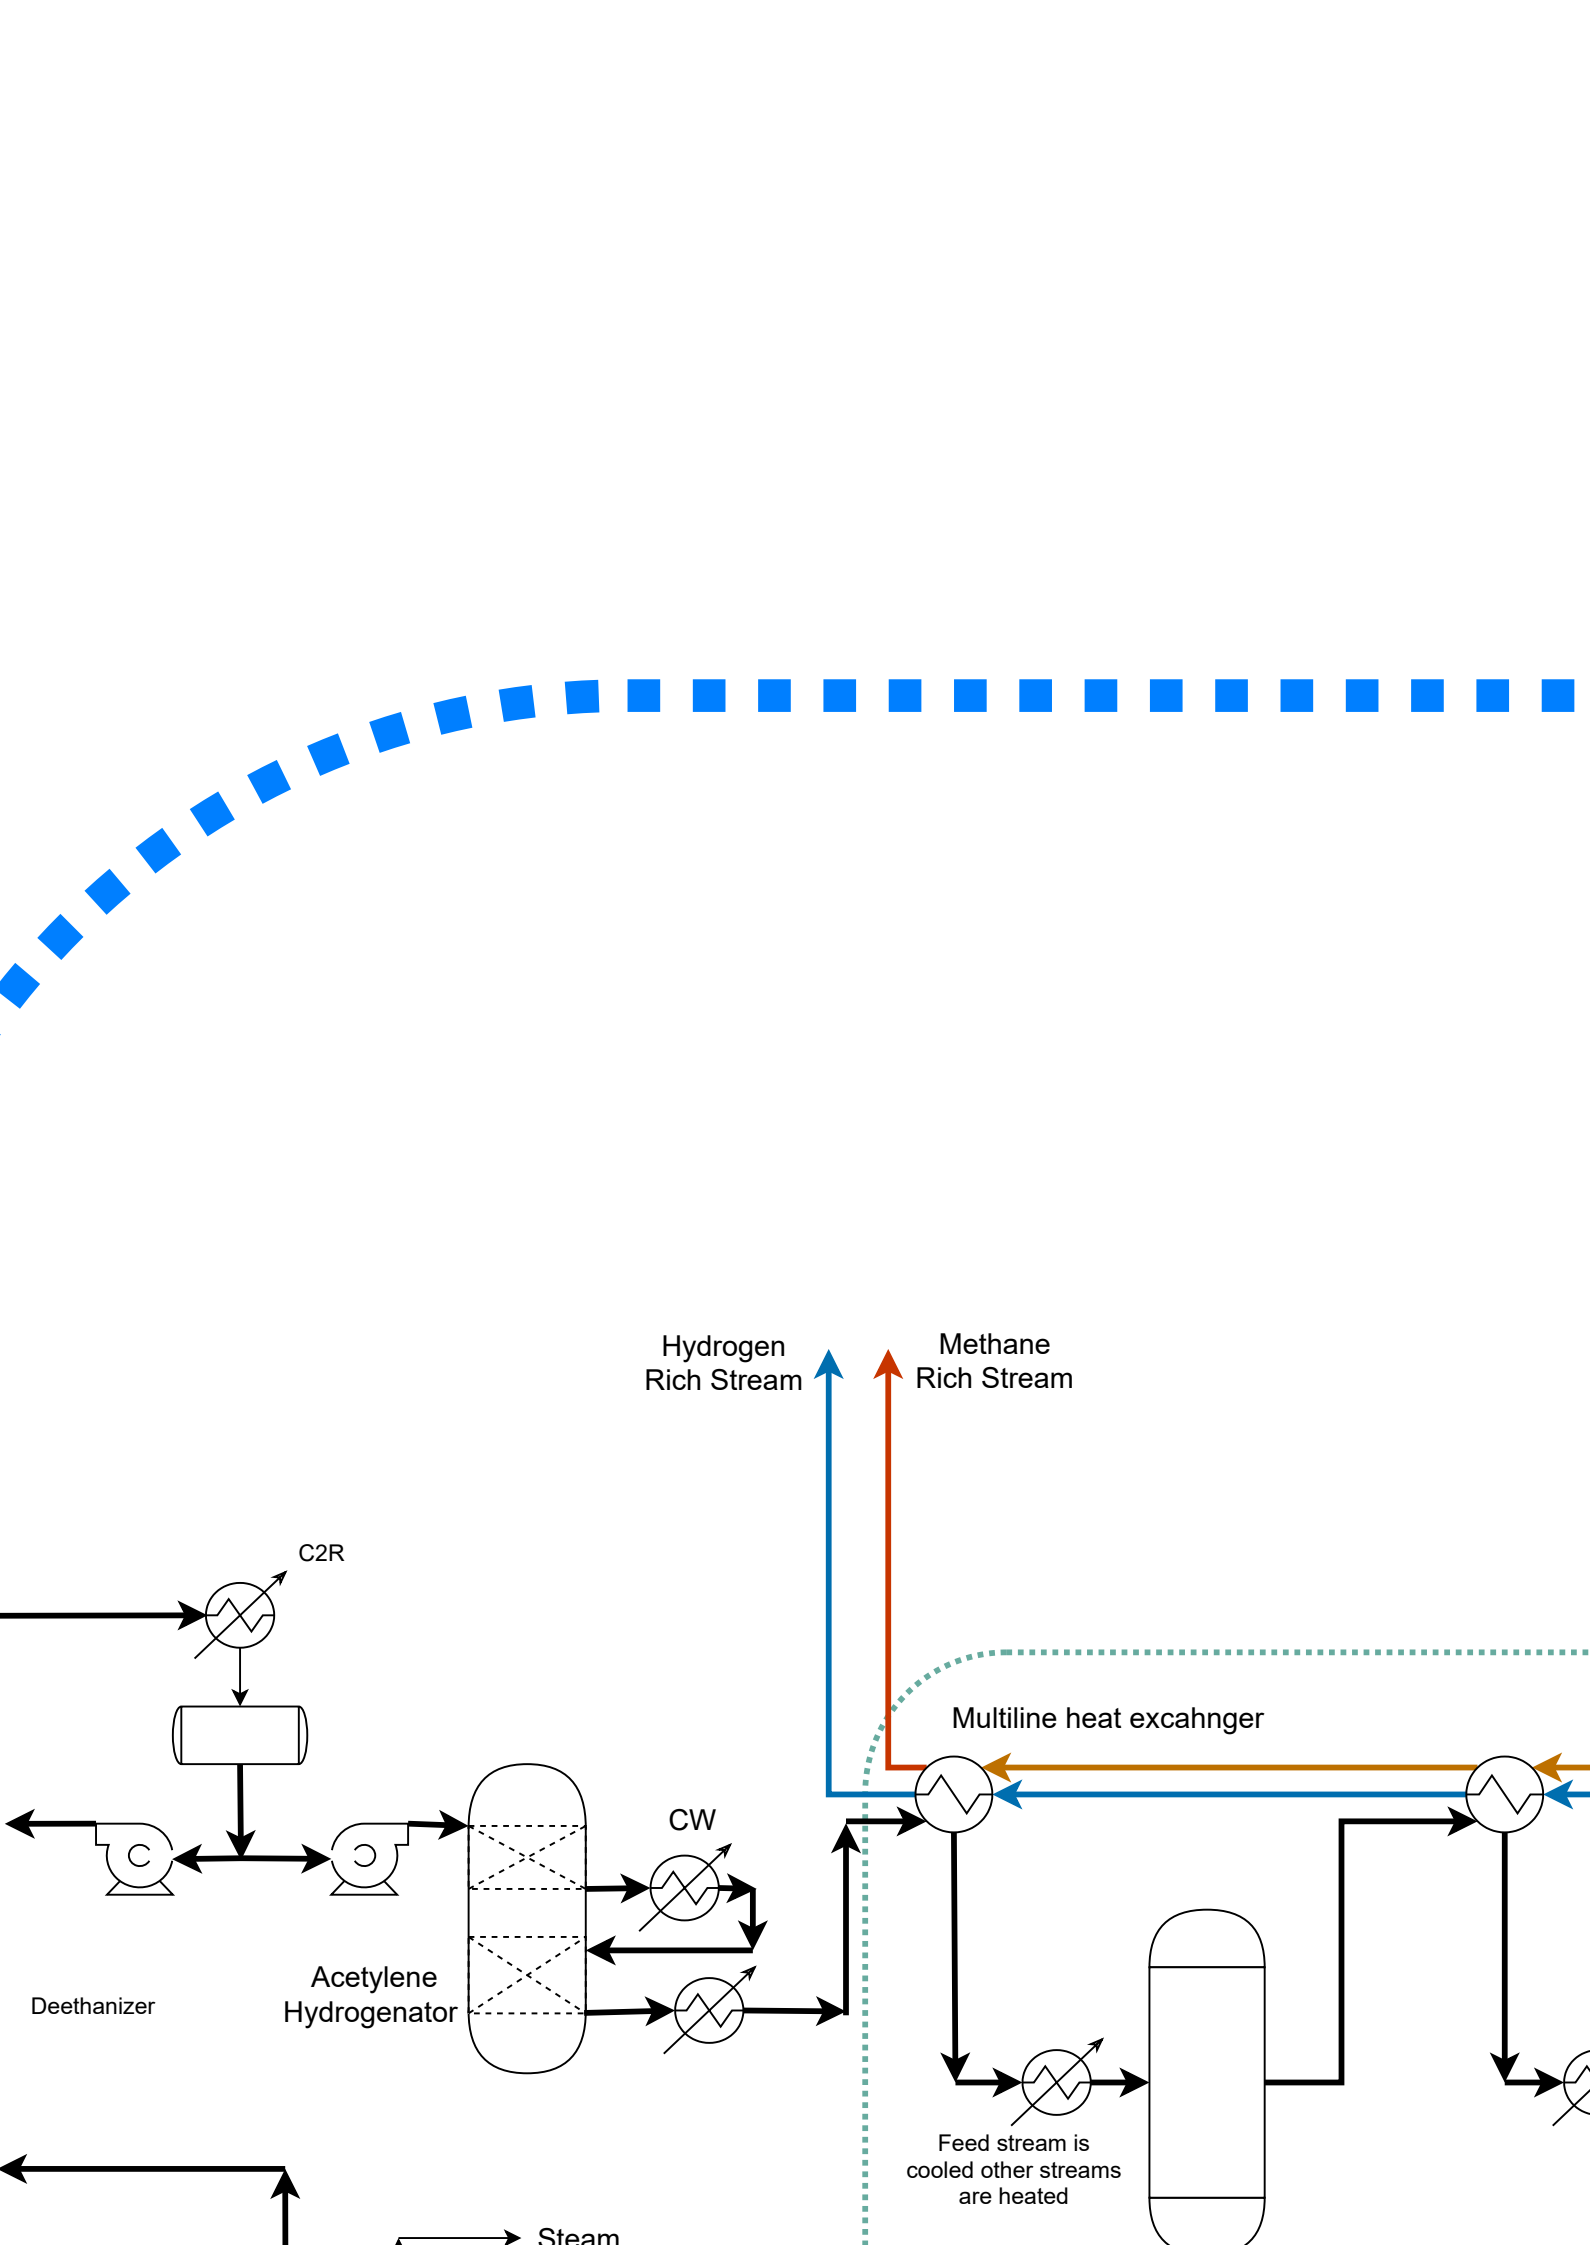 Hydrogen
Rich Stream
Methane
Rich Stream
C2R
Multiline heat excahnger
CW
Acetylene
Hydrogenator
Deethanizer
Feed stream is
cooled other streams
are heated
Steam